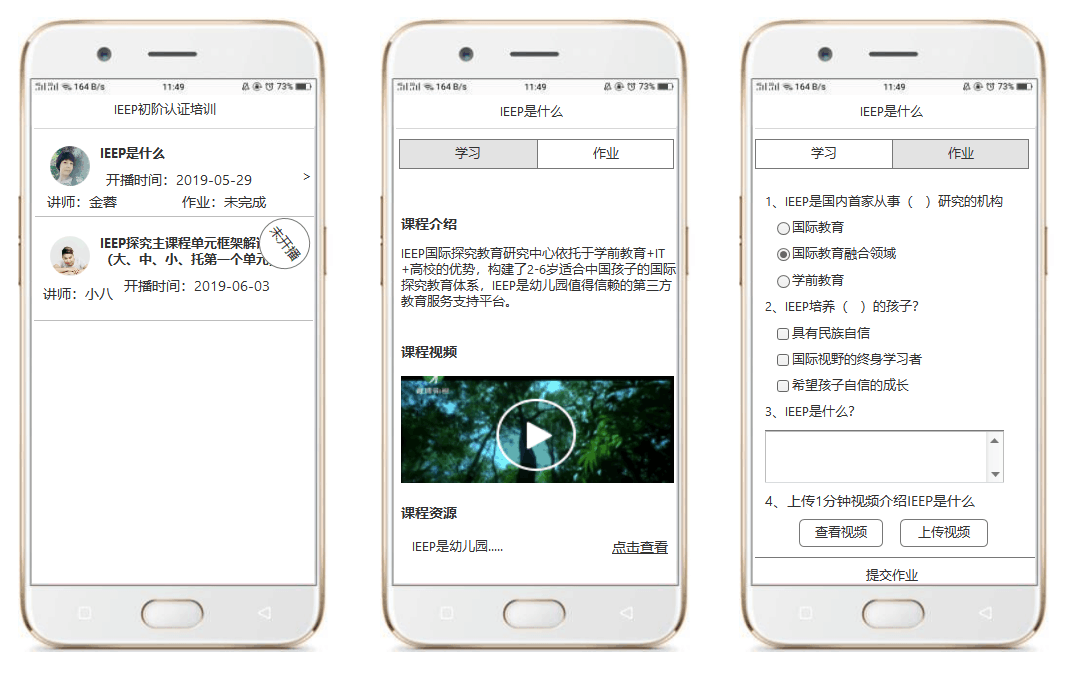 164 B/s 11:49 73%
IEEP初阶认证培训
IEEP是什么
开播时间：2019-05-29
>
讲师：金蓉 作业：未完成
未开播
IEEP探究主课程单元框架解
（大、中、小、托第一个单元
开播时间：2019-06-03
讲师：小八
164 B/s 11:49 73%
IEEP是什么
学习 作业
课程介绍
IEEP国际探究教育研究中心依托于学前教育+IT
+高校的优势，构建了2-6岁适合中国孩子的国际
探究教育体系，IEEP是幼儿园值得信赖的第三方
教育服务支持平台。
课程视频
课程资源
IEEP是幼儿园..... 点击查看
164 B/s 11:49 73%
IEEP是什么
学习 作业
1、IEEP是国内首家从事（ ）研究的机构
国际教育
国际教育融合领域
学前教育
2、IEEP培养（ ）的孩子?
具有民族自信
国际视野的终身学习者
希望孩子自信的成长
3、IEEP是什么?
4、上传1分钟视频介绍IEEP是什么
查看视频 上传视频
提交作业